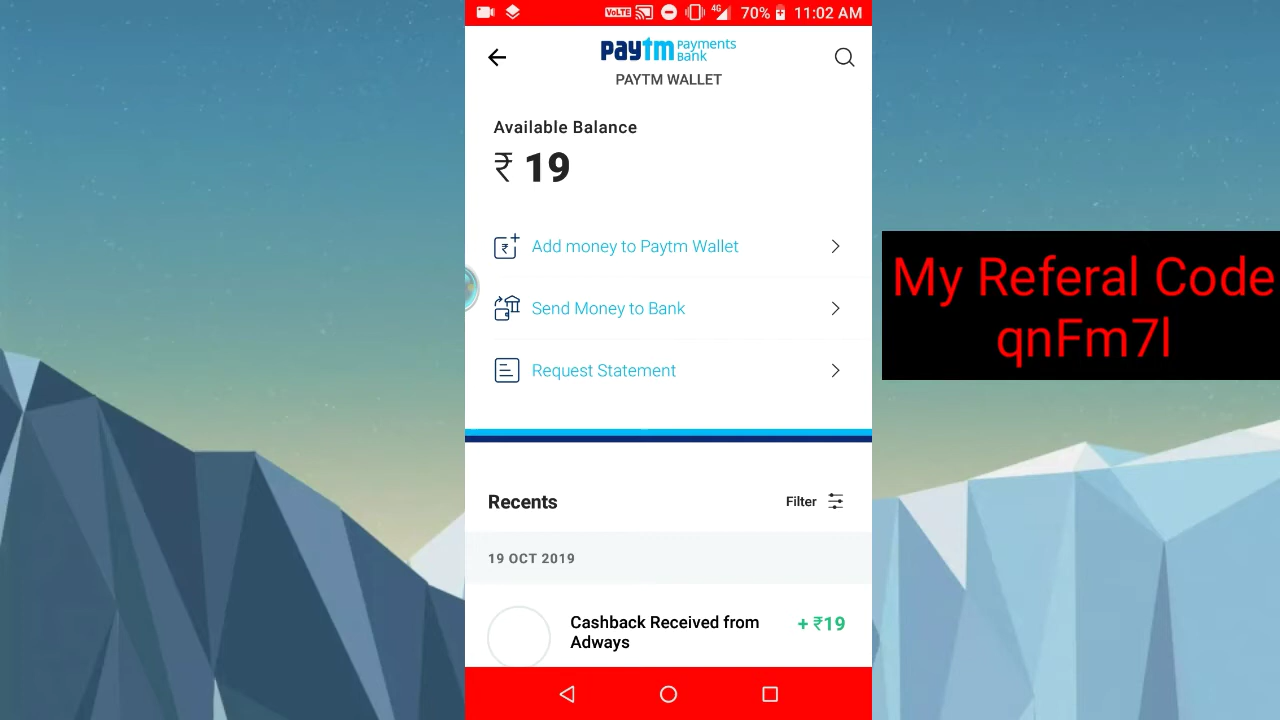 VoLTE 4G 70% 11:02 AM
paytm Payments
Bank
PAYTM WALLET
Available Balance
₹ 19
Add money to Paytm Wallet
Send Money to Bank
Request Statement
Recents
Filter
19 OCT 2019
Cashback Received from
Adways
+ ₹19
My Referal Code
qnFm7l